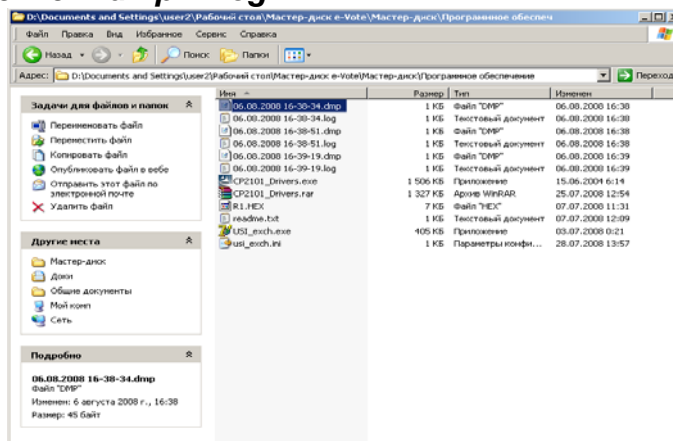 D:\Documents and Settings\user2\Рабочий стол\Мастер-диск e-Vote\Мастер-диск\Программное обеспеч
Файл Правка Вид Избранное Сервис Справка
Назад Поиск Папки
Адрес: D:\Documents and Settings\user2\Рабочий стол\Мастер-диск e-Vote\Мастер-диск\Программное обеспечение Переход
Задачи для файлов и папок
Переименовать файл
Переместить файл
Копировать файл
Опубликовать файл в вебе
Отправить этот файл по
электронной почте
Удалить файл
Другие места
Мастер-диск
Доки
Общие документы
Мой комп
Сеть
Подробно
06.08.2008 16-38-34.dmp
Файл "DMP"
Изменен: 6 августа 2008 г., 16:38
Размер: 45 байт
Имя Размер Тип Изменен
06.08.2008 16-38-34.dmp 1 КБ Файл "DMP" 06.08.2008 16:38
06.08.2008 16-38-34.log 1 КБ Текстовый документ 06.08.2008 16:38
06.08.2008 16-38-51.dmp 1 КБ Файл "DMP" 06.08.2008 16:38
06.08.2008 16-38-51.log 1 КБ Текстовый документ 06.08.2008 16:38
06.08.2008 16-39-19.dmp 1 КБ Файл "DMP" 06.08.2008 16:39
06.08.2008 16-39-19.log 1 КБ Текстовый документ 06.08.2008 16:39
CP2101_Drivers.exe 1 506 КБ Приложение 15.06.2004 6:14
CP2101_Drivers.rar 1 327 КБ Архив WinRAR 25.07.2008 12:54
R1.HEX 7 КБ Файл "HEX" 07.07.2008 11:31
readme.txt 1 КБ Текстовый документ 07.07.2008 12:09
USI_exch.exe 405 КБ Приложение 03.07.2008 0:21
usi_exch.ini 1 КБ Параметры конфи... 28.07.2008 13:57